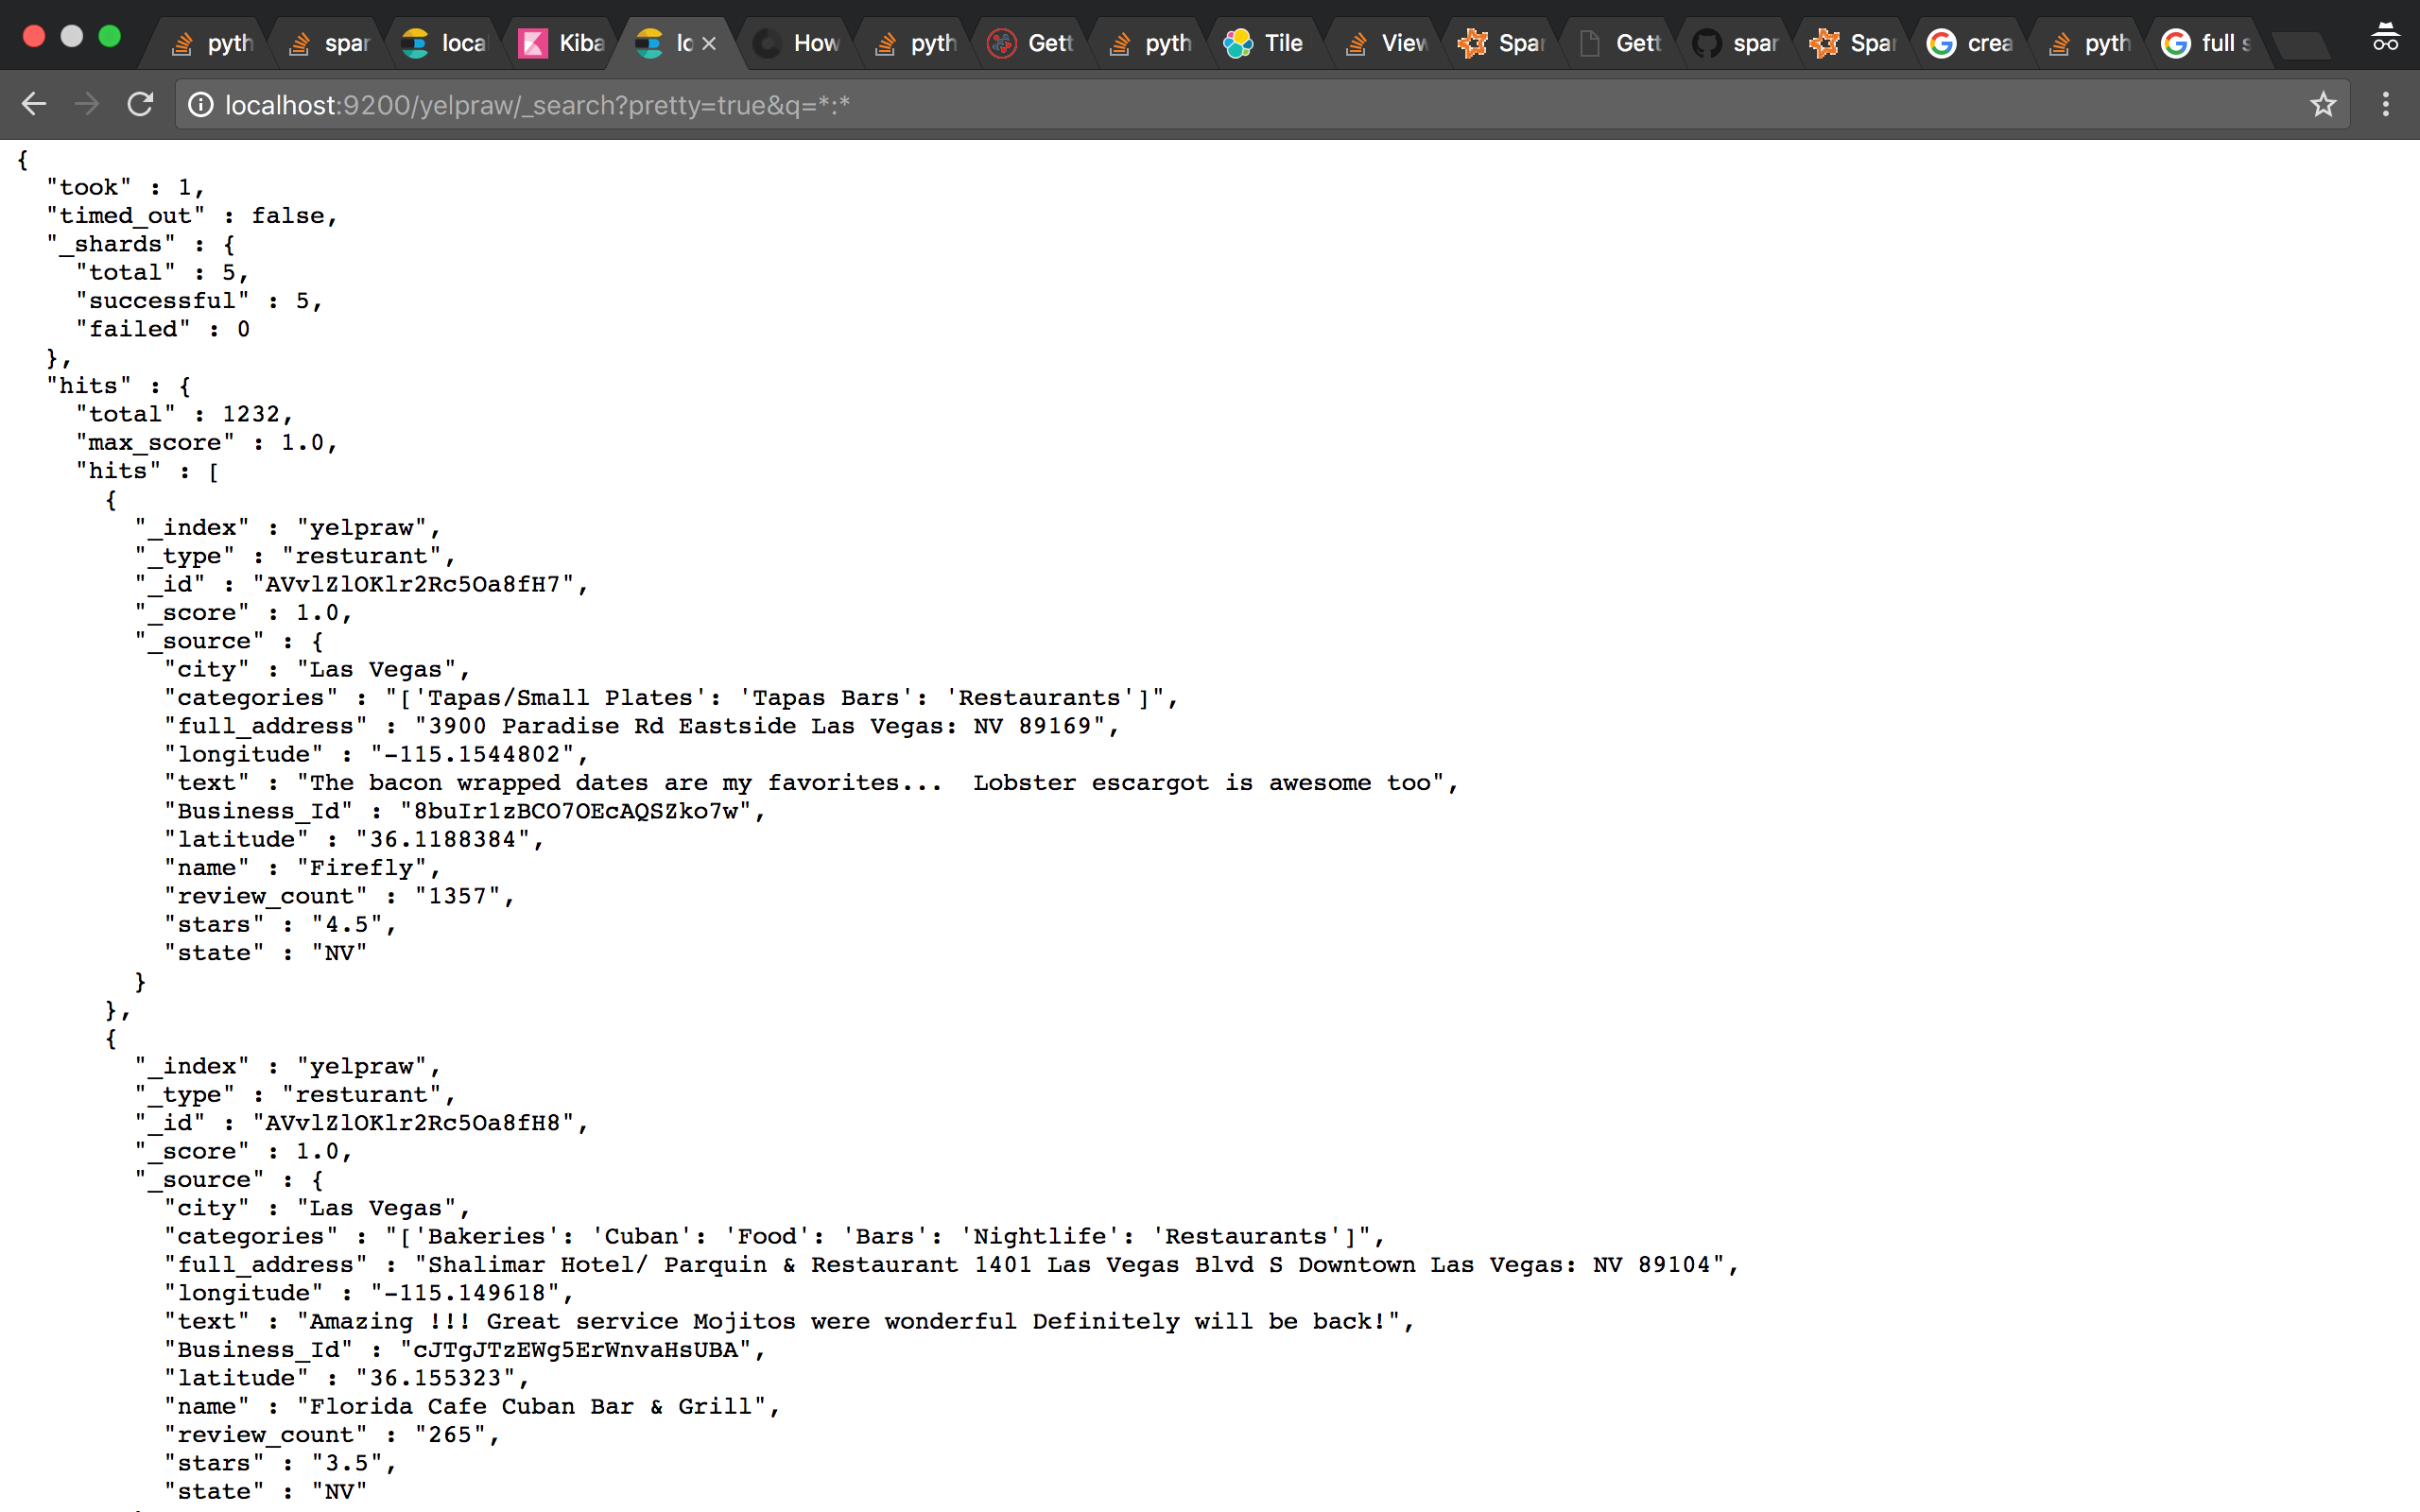 pyth spar loca Kiba lo How pyth Gett pyth Tile View Spar Gett spar Spar crea pyth full s
localhost:9200/yelpraw/_search?pretty=true&q=*:*
{
  "took" : 1,
  "timed_out" : false,
  "_shards" : {
    "total" : 5,
    "successful" : 5,
    "failed" : 0
  },
  "hits" : {
    "total" : 1232,
    "max_score" : 1.0,
    "hits" : [
      {
        "_index" : "yelpraw",
        "_type" : "resturant",
        "_id" : "AVvlZlOKlr2Rc5Oa8fH7",
        "_score" : 1.0,
        "_source" : {
          "city" : "Las Vegas",
          "categories" : "['Tapas/Small Plates': 'Tapas Bars': 'Restaurants']",
          "full_address" : "3900 Paradise Rd Eastside Las Vegas: NV 89169",
          "longitude" : "-115.1544802",
          "text" : "The bacon wrapped dates are my favorites...  Lobster escargot is awesome too",
          "Business_Id" : "8buIr1zBCO7OEcAQSZko7w",
          "latitude" : "36.1188384",
          "name" : "Firefly",
          "review_count" : "1357",
          "stars" : "4.5",
          "state" : "NV"
        }
      },
      {
        "_index" : "yelpraw",
        "_type" : "resturant",
        "_id" : "AVvlZlOKlr2Rc5Oa8fH8",
        "_score" : 1.0,
        "_source" : {
          "city" : "Las Vegas",
          "categories" : "['Bakeries': 'Cuban': 'Food': 'Bars': 'Nightlife': 'Restaurants']",
          "full_address" : "Shalimar Hotel/ Parquin & Restaurant 1401 Las Vegas Blvd S Downtown Las Vegas: NV 89104",
          "longitude" : "-115.149618",
          "text" : "Amazing !!! Great service Mojitos were wonderful Definitely will be back!",
          "Business_Id" : "cJTgJTzEWg5ErWnvaHsUBA",
          "latitude" : "36.155323",
          "name" : "Florida Cafe Cuban Bar & Grill",
          "review_count" : "265",
          "stars" : "3.5",
          "state" : "NV"